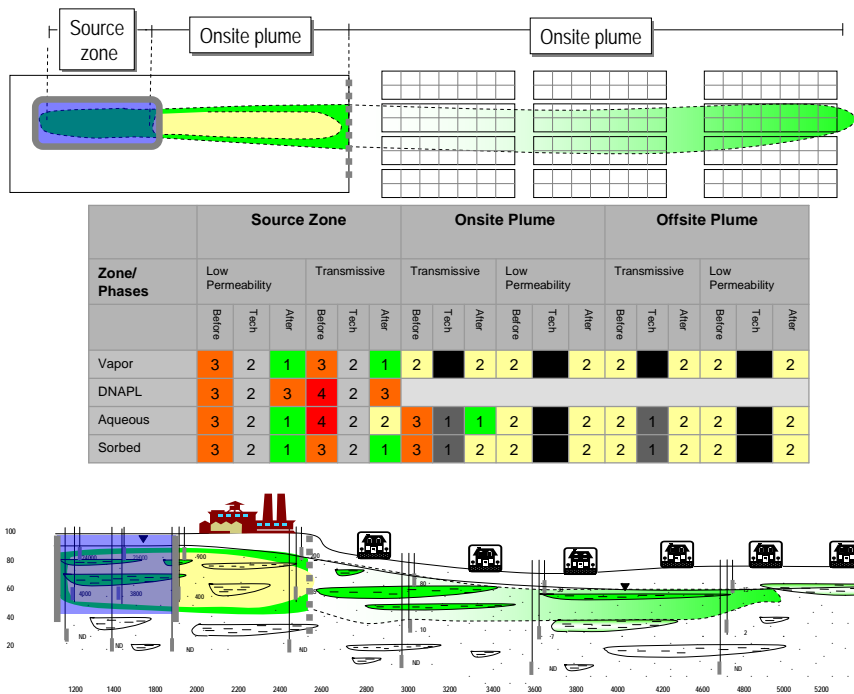 Source zone
Onsite plume
Onsite plume
Source Zone Onsite Plume Offsite Plume
Zone/ Phases Low Permeability Transmissive Transmissive Low Permeability Transmissive Low Permeability
Before Tech After Before Tech After Before Tech After Before Tech After Before Tech After Before Tech After
Vapor 3 2 1 3 2 1 2 2 2 2 2 2 2 2
DNAPL 3 2 3 4 2 3
Aqueous 3 2 1 4 2 2 3 1 1 2 2 2 1 2 2 2
Sorbed 3 2 1 3 2 1 3 1 2 2 2 2 1 2 2 2
100
80
60
40
20
-900
80
4000 3800 400
10
-7
2
ND ND ND ND ND ND
1200 1400 1600 2000 2200 2400 2600 2800 3000 3200 3400 3600 3800 4000 4200 4400 4600 4800 5000 5200